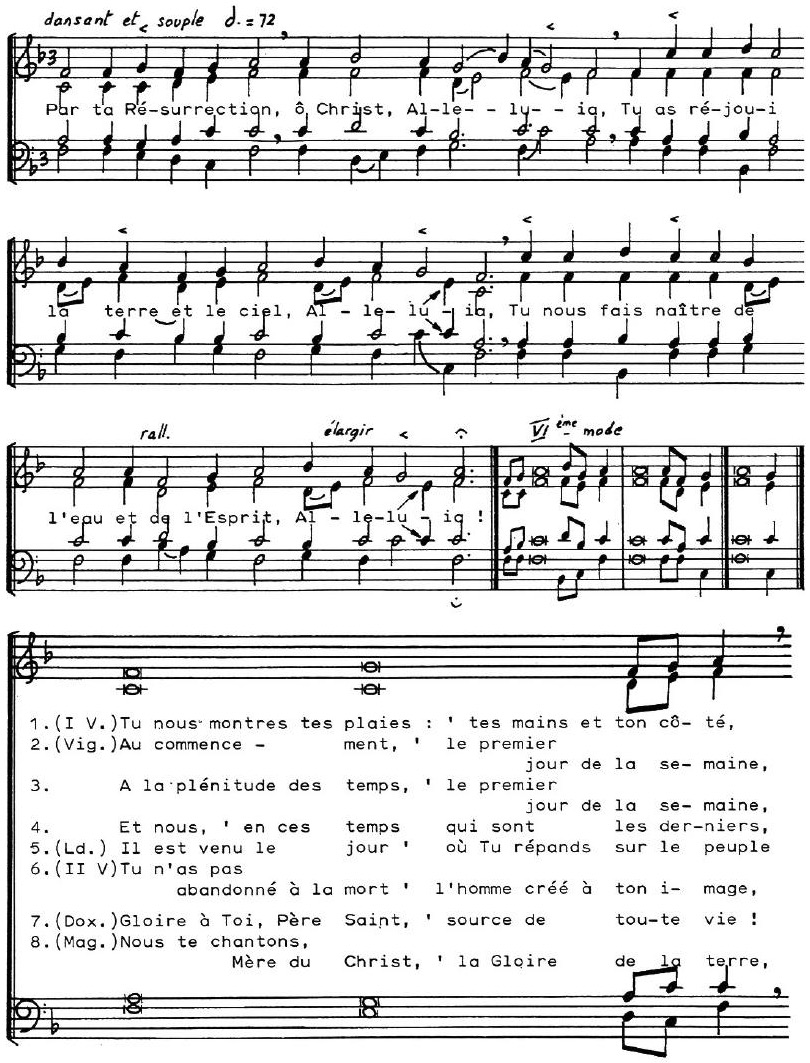 dansant et souple d. = 72
Par ta Ré-surrection, ô Christ, Al-le- - lu- - ia, Tu as ré-joui-i
la terre et le ciel, Al - le- lu - ia, Tu nous fais naître de
rall. élargir VI ème mode
l'eau et de l'Esprit, Al - le-lu - ia !
1.(I V.)Tu nous montres tes plaies : ' tes mains et ton cô- té,
2.(Vig.)Au commence - ment, ' le premier
jour de la se- maine,
3. A la plénitude des temps, ' le premier
jour de la se- maine,
4. Et nous, ' en ces temps qui sont les der-niers,
5.(Ld.) Il est venu le jour ' où Tu répands sur le peuple
6.(II V)Tu n'as pas
abandonné à la mort ' l'homme créé à ton i- mage,
7.(Dox.)Gloire à Toi, Père Saint, ' source de tou-te vie !
8.(Mag.)Nous te chantons,
Mère du Christ, ' la Gloire de la terre,